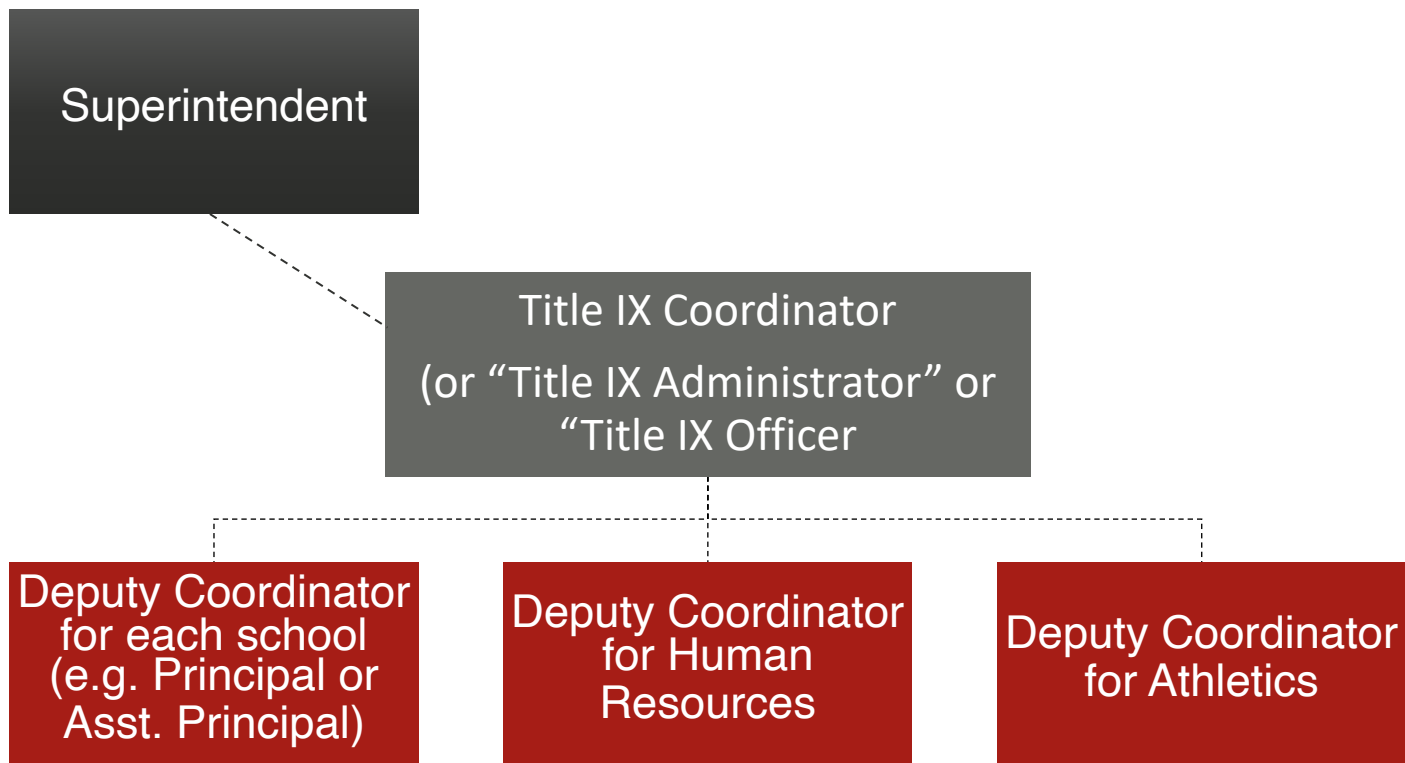 Superintendent
Title IX Coordinator
(or “Title IX Administrator” or
“Title IX Officer
Deputy Coordinator
for each school
(e.g. Principal or
Asst. Principal)
Deputy Coordinator
for Human
Resources
Deputy Coordinator
for Athletics